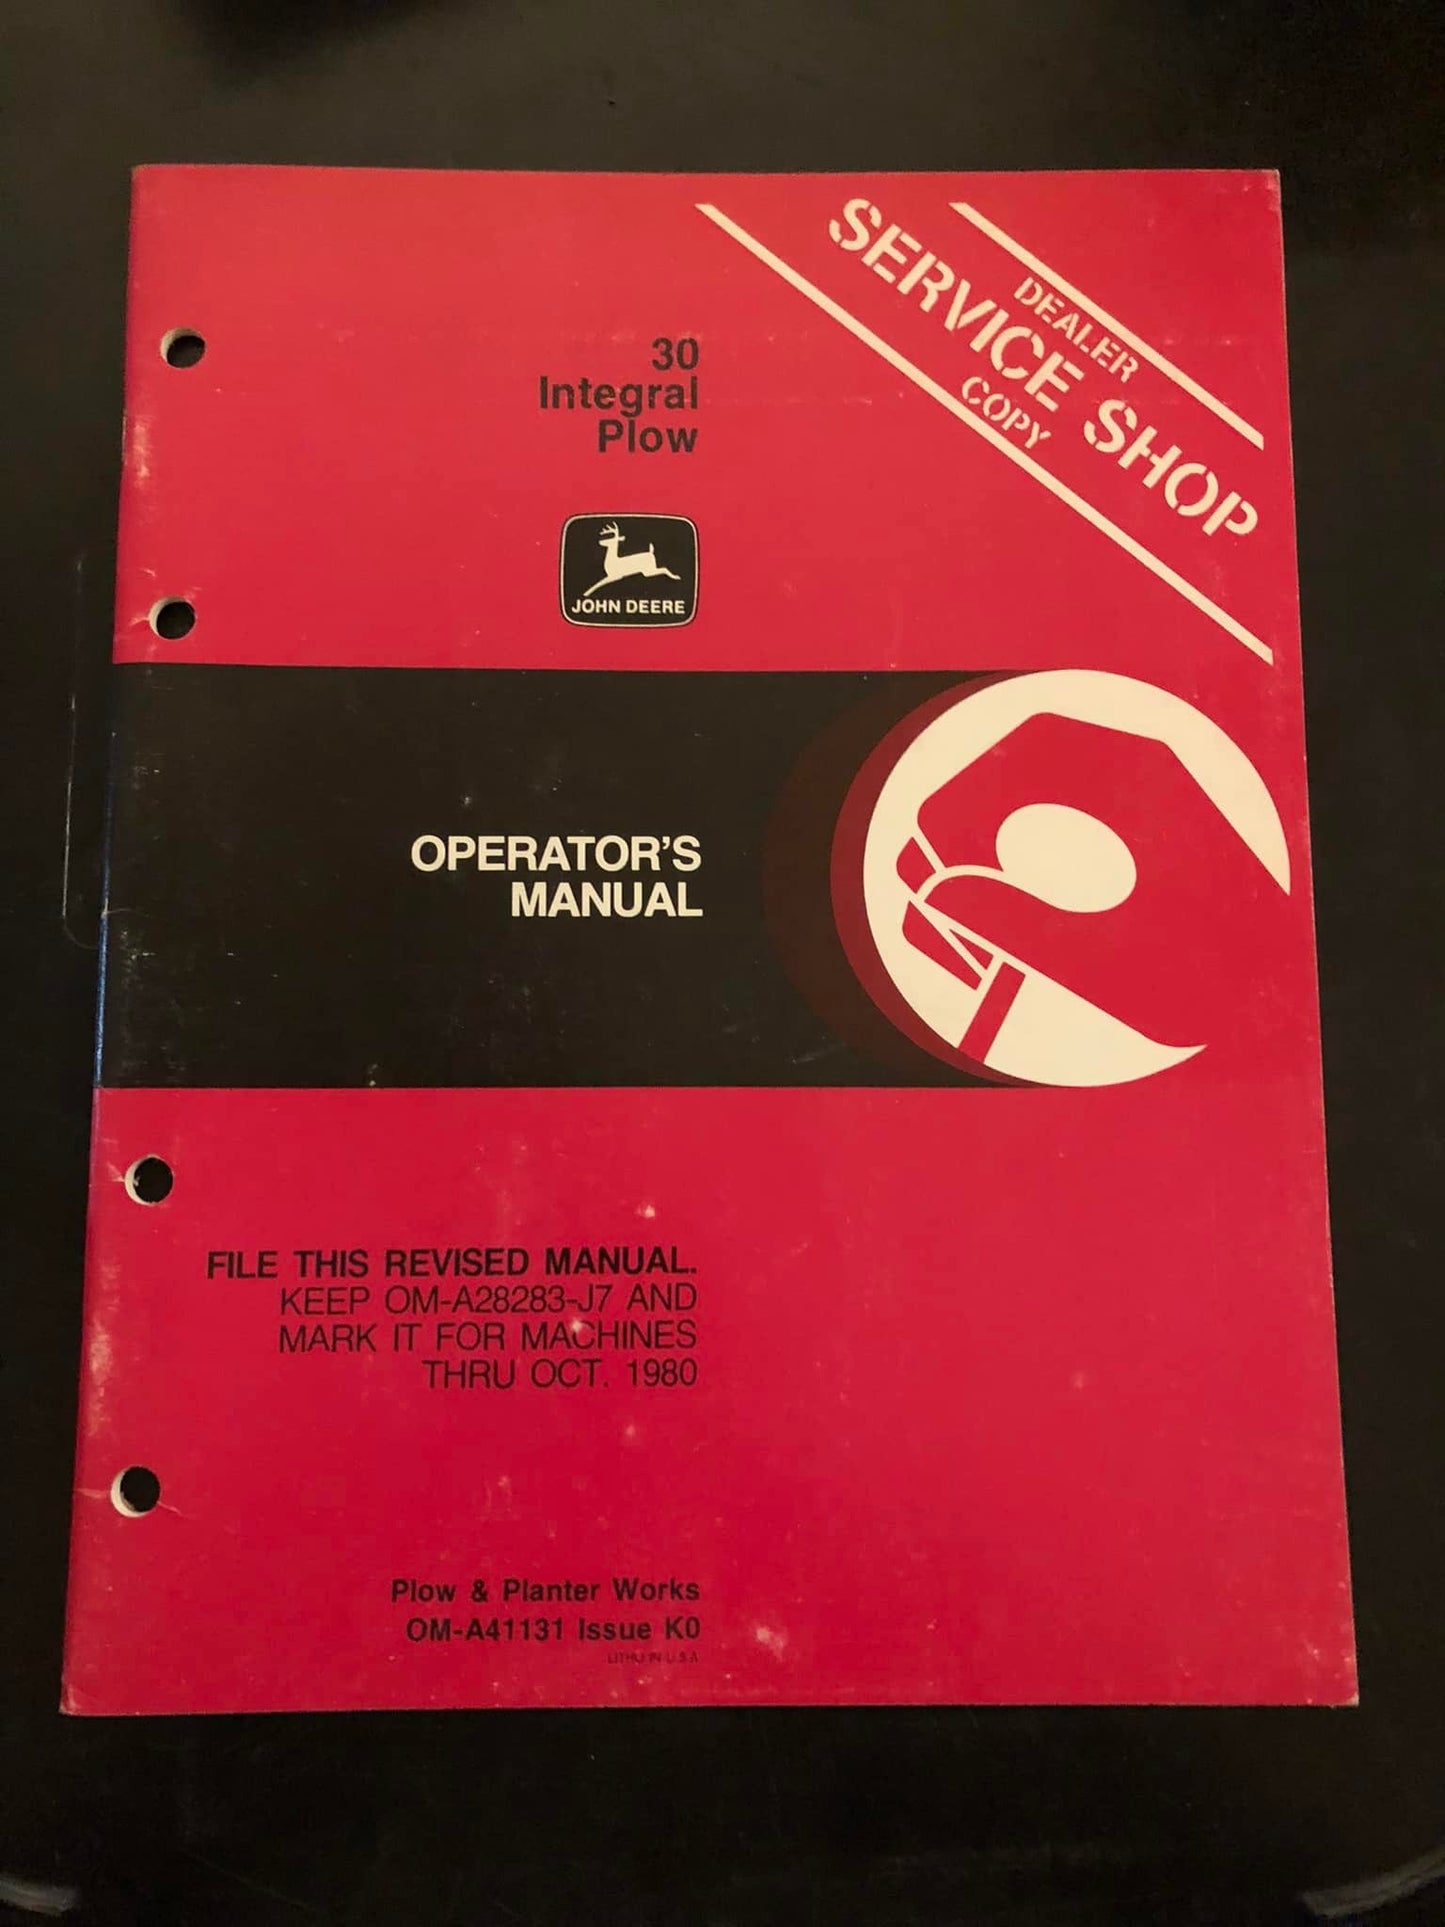 DEALER
SERVICE SHOP
COPY
30
Integral
Plow
JOHN DEERE
OPERATOR'S
MANUAL
FILE THIS REVISED MANUAL.
KEEP OM-A28283-J7 AND
MARK IT FOR MACHINES
THRU OCT. 1980
Plow & Planter Works
OM-A41131 Issue K0
LITHO IN U.S.A.